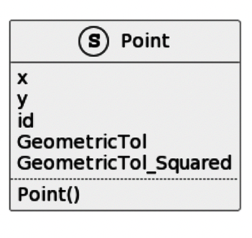 S Point
x
y
id
GeometricTol
GeometricTol_Squared
Point()